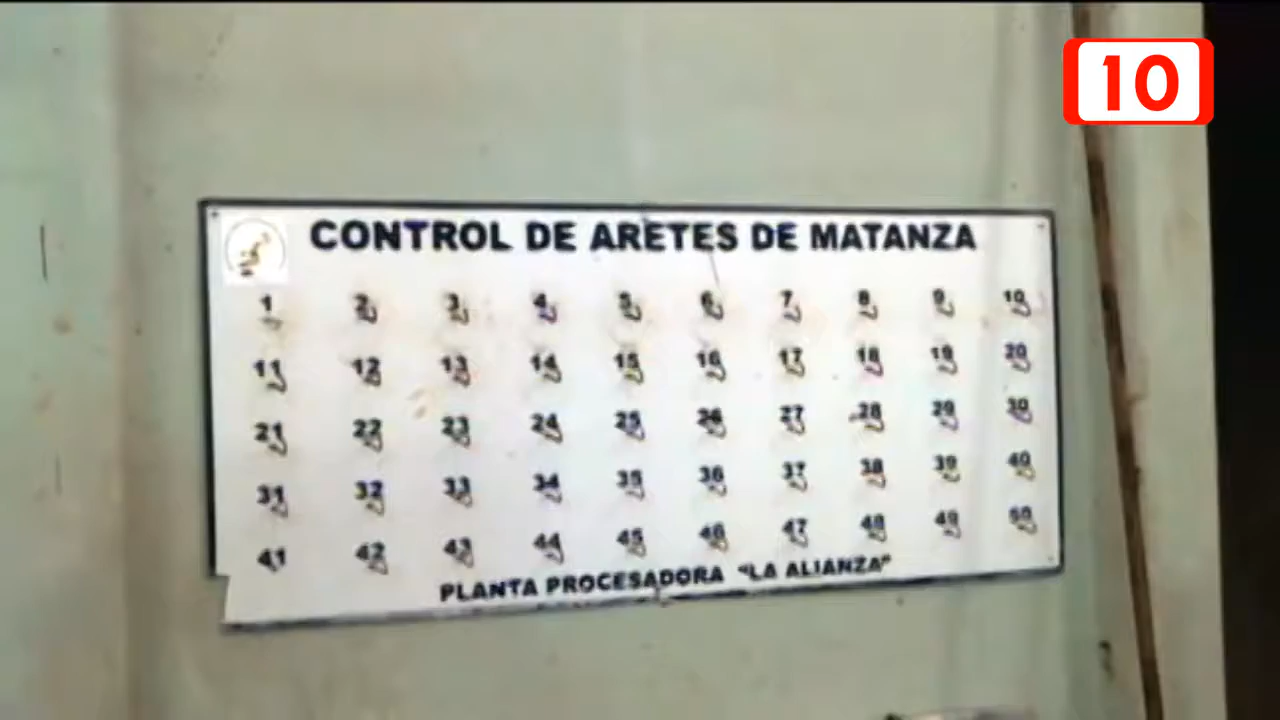 10
CONTROL DE ARETES DE MATANZA
1 2 3 4 5 6 7 8 9 10
11 12 13 14 15 16 17 18 19 20
21 22 23 24 25 26 27 28 29 30
31 32 33 34 35 36 37 38 39 40
41 42 43 44 45 46 47 48 49 50
PLANTA PROCESADORA "LA ALIANZA"